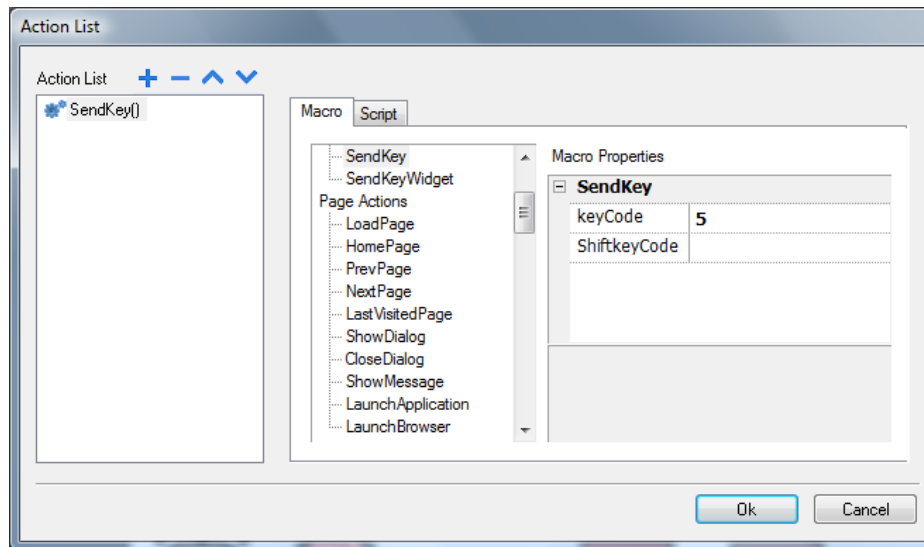 Action List
Action List
SendKey()
Macro
Script
SendKey
SendKeyWidget
Page Actions
LoadPage
HomePage
PrevPage
NextPage
LastVisitedPage
ShowDialog
CloseDialog
ShowMessage
LaunchApplication
LaunchBrowser
Macro Properties
SendKey
keyCode 5
ShiftkeyCode
Ok
Cancel